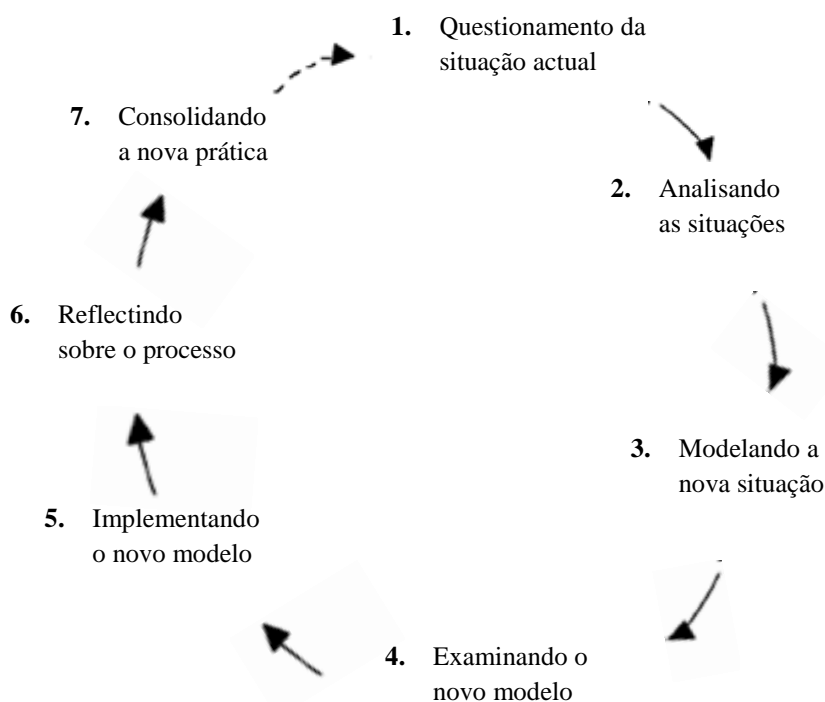 1. Questionamento da
situação actual
2. Analisando
as situações
3. Modelando a
nova situação
4. Examinando o
novo modelo
5. Implementando
o novo modelo
6. Reflectindo
sobre o processo
7. Consolidando
a nova prática